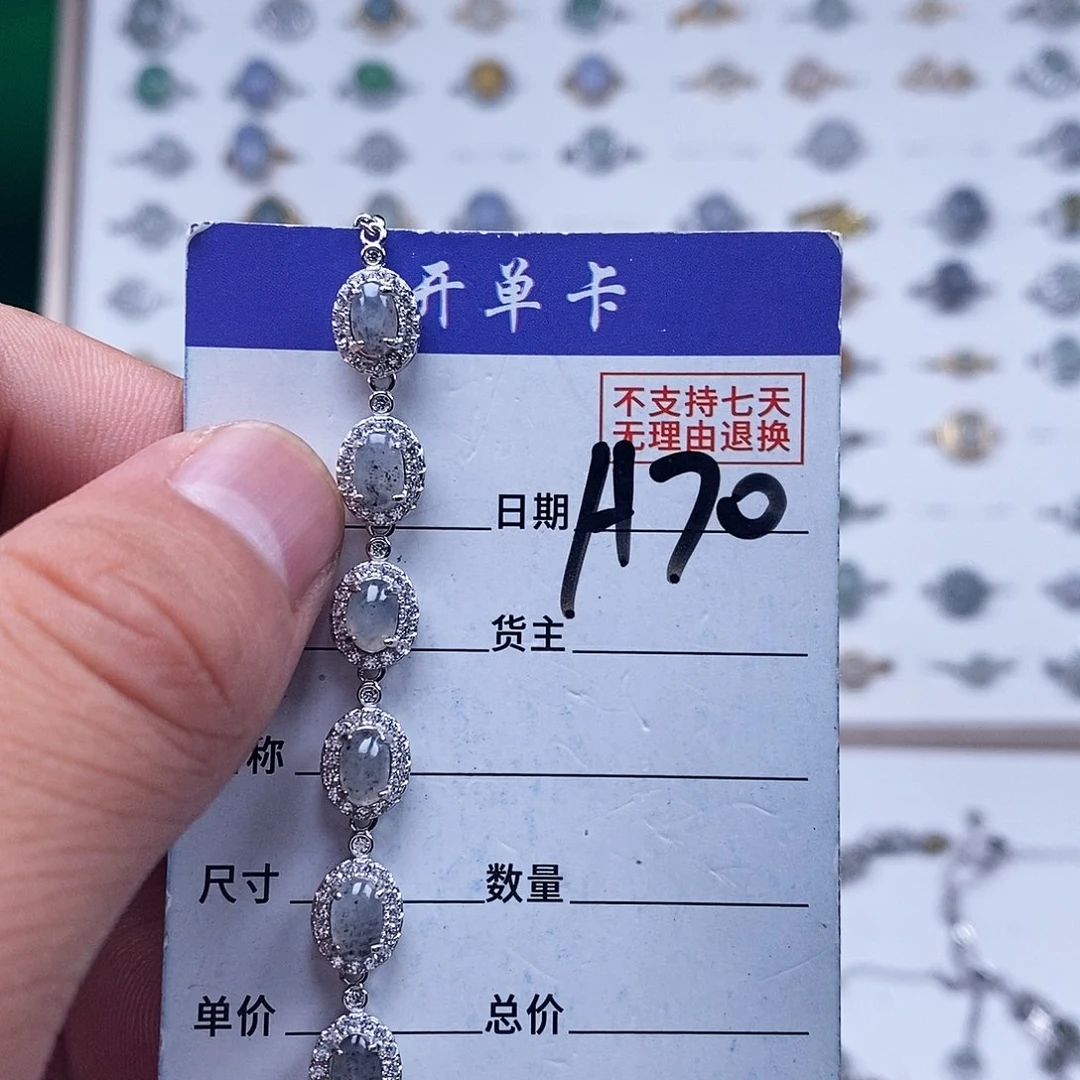 开单卡
不支持七天
无理由退换
日期 A70
货主
称
尺寸 数量
单价 总价